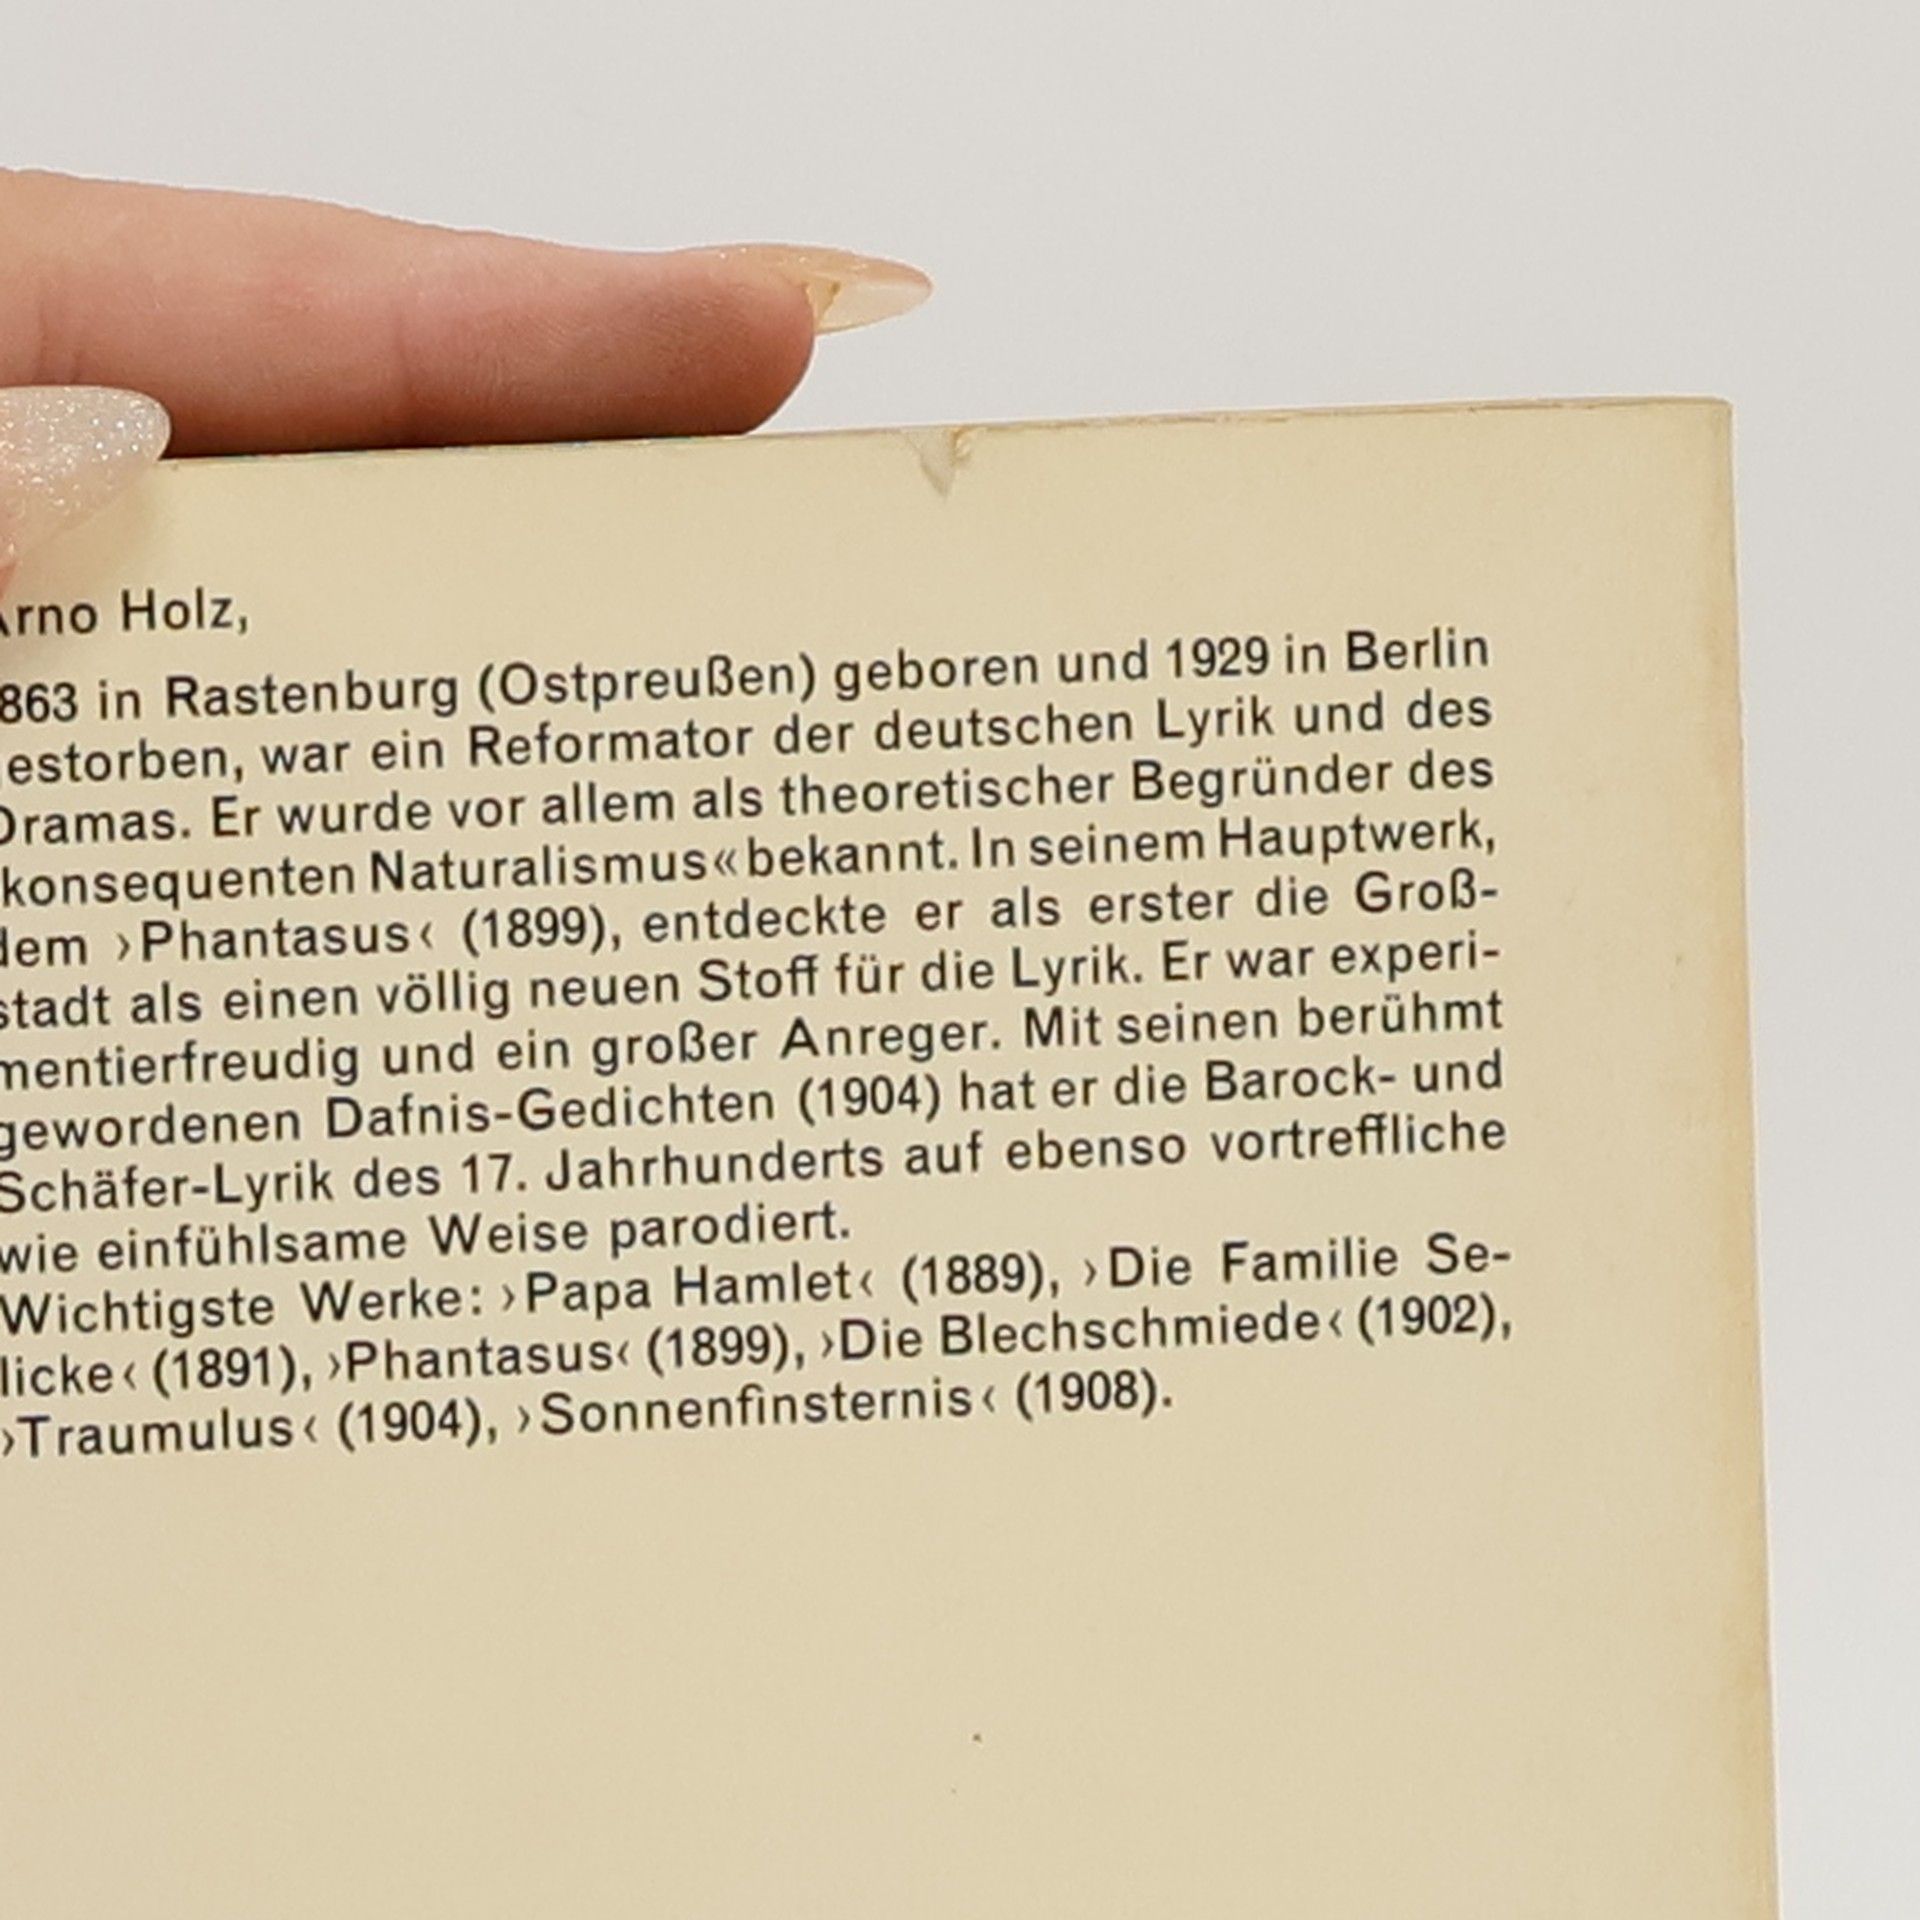 Arno Holz,
863 in Rastenburg (Ostpreußen) geboren und 1929 in Berlin
gestorben, war ein Reformator der deutschen Lyrik und des
Dramas. Er wurde vor allem als theoretischer Begründer des
konsequenten Naturalismus« bekannt. In seinem Hauptwerk,
dem ›Phantasus‹ (1899), entdeckte er als erster die Groß-
stadt als einen völlig neuen Stoff für die Lyrik. Er war experi-
mentierfreudig und ein großer Anreger. Mit seinen berühmt
gewordenen Dafnis-Gedichten (1904) hat er die Barock- und
Schäfer-Lyrik des 17. Jahrhunderts auf ebenso vortreffliche
wie einfühlsame Weise parodiert.
Wichtigste Werke: ›Papa Hamlet‹ (1889), ›Die Familie Se-
licke‹ (1891), ›Phantasus‹ (1899), ›Die Blechschmiede‹ (1902),
›Traumulus‹ (1904), ›Sonnenfinsternis‹ (1908).